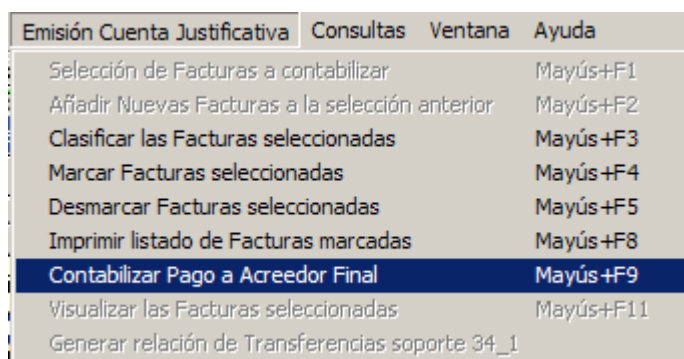 Emisión Cuenta Justificativa Consultas Ventana Ayuda
Selección de Facturas a contabilizar Mayús+F1
Añadir Nuevas Facturas a la selección anterior Mayús+F2
Clasificar las Facturas seleccionadas Mayús+F3
Marcar Facturas seleccionadas Mayús+F4
Desmarcar Facturas seleccionadas Mayús+F5
Imprimir listado de Facturas marcadas Mayús+F8
Contabilizar Pago a Acreedor Final Mayús+F9
Visualizar las Facturas seleccionadas Mayús+F11
Generar relación de Transferencias soporte 34_1